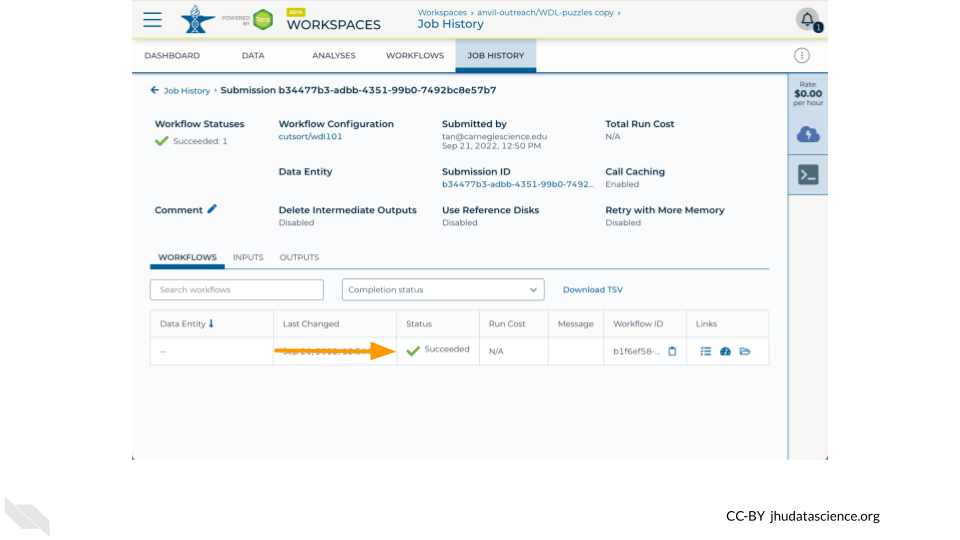 POWERED BY
Terra
BETA
WORKSPACES
Workspaces › anvil-outreach/WDL-puzzles copy ›
Job History
1
DASHBOARD DATA ANALYSES WORKFLOWS JOB HISTORY
Rate:
$0.00
per hour
Job History › Submission b34477b3-adbb-4351-99b0-7492bc8e57b7
Workflow Statuses
Succeeded: 1
Workflow Configuration
cutsort/wdl101
Submitted by
tan@carnegiescience.edu
Sep 21, 2022, 12:50 PM
Total Run Cost
N/A
Data Entity
Submission ID
b34477b3-adbb-4351-99b0-7492...
Call Caching
Enabled
Comment
Delete Intermediate Outputs
Disabled
Use Reference Disks
Disabled
Retry with More Memory
Disabled
WORKFLOWS INPUTS OUTPUTS
Search workflows
Completion status
Download TSV
Data Entity Last Changed Status Run Cost Message Workflow ID Links
-- Succeeded N/A b1f6ef58-...
CC-BY jhudatascience.org